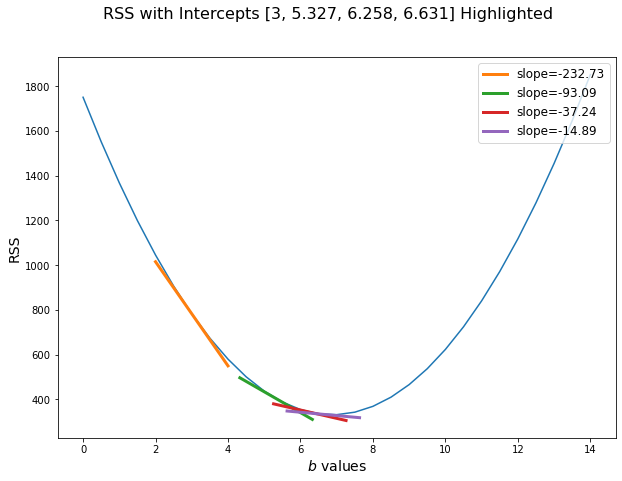 RSS with Intercepts [3, 5.327, 6.258, 6.631] Highlighted
slope=-232.73
slope=-93.09
slope=-37.24
slope=-14.89
1800
1600
1400
1200
1000
800
600
400
RSS
0 2 4 6 8 10 12 14
b values